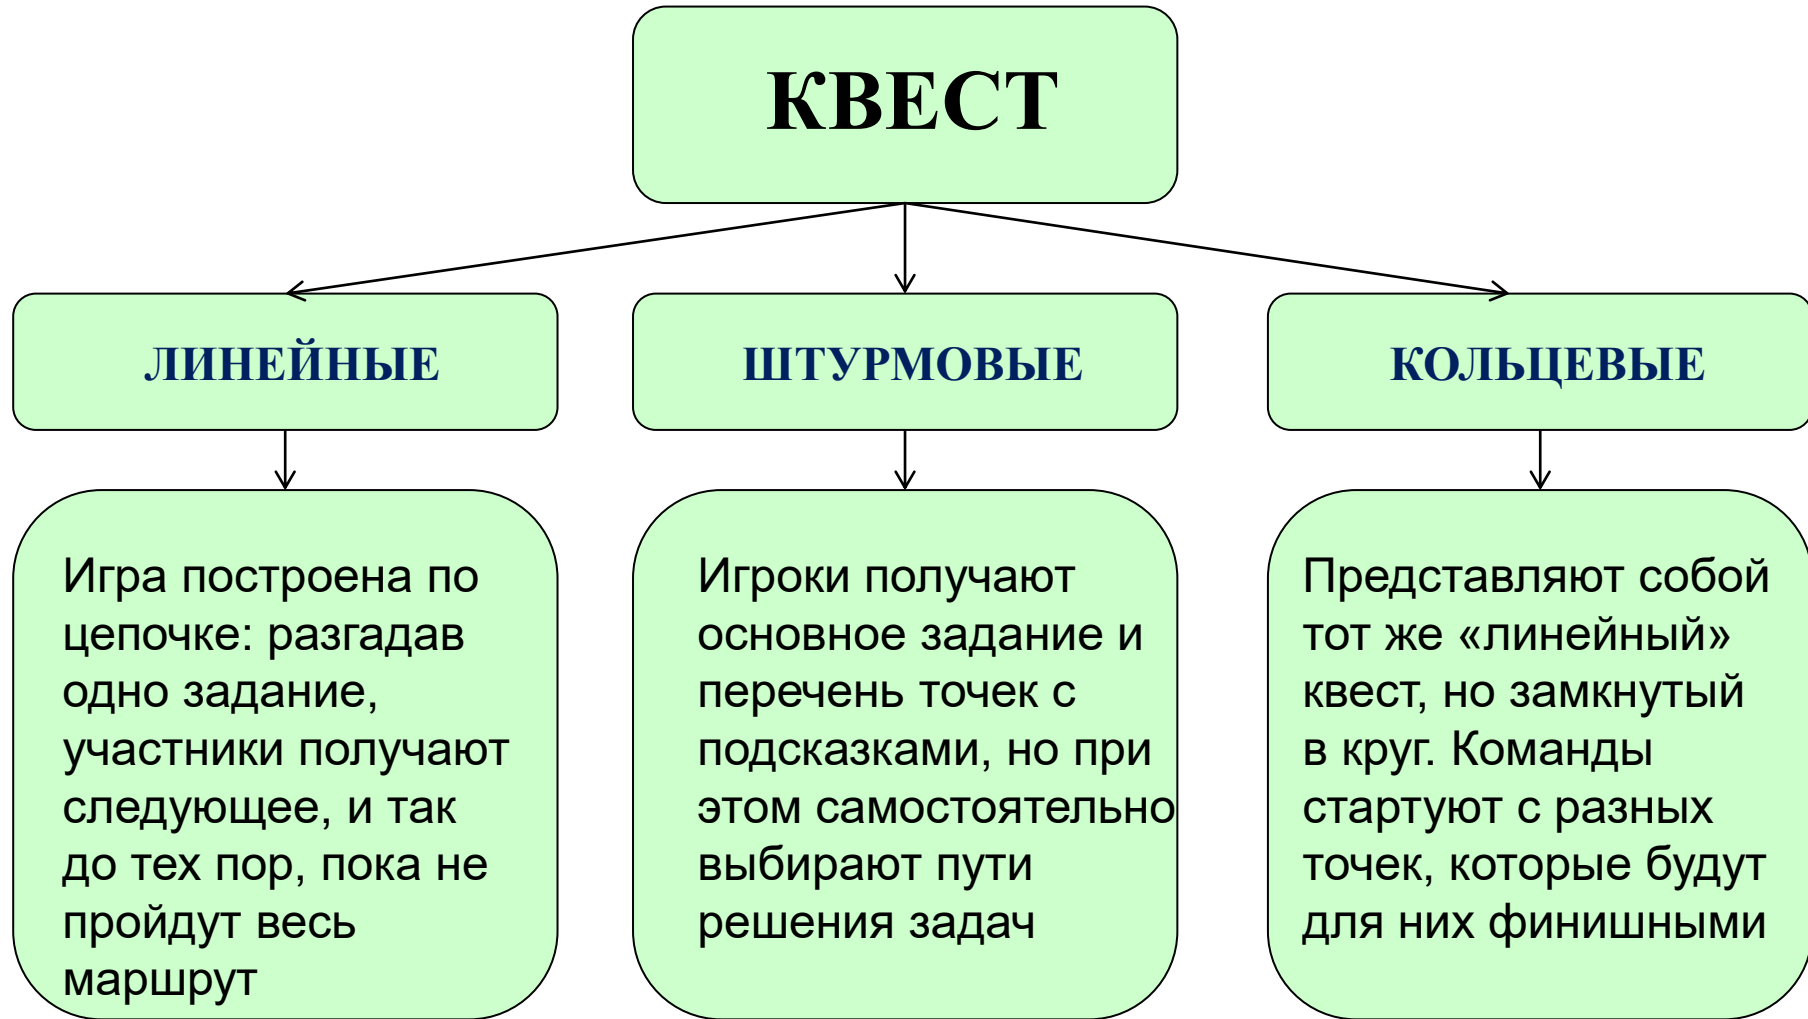 КВЕСТ
ЛИНЕЙНЫЕ
ШТУРМОВЫЕ
КОЛЬЦЕВЫЕ
Игра построена по
цепочке: разгадав
одно задание,
участники получают
следующее, и так
до тех пор, пока не
пройдут весь
маршрут
Игроки получают
основное задание и
перечень точек с
подсказками, но при
этом самостоятельно
выбирают пути
решения задач
Представляют собой
тот же «линейный»
квест, но замкнутый
в круг. Команды
стартуют с разных
точек, которые будут
для них финишными